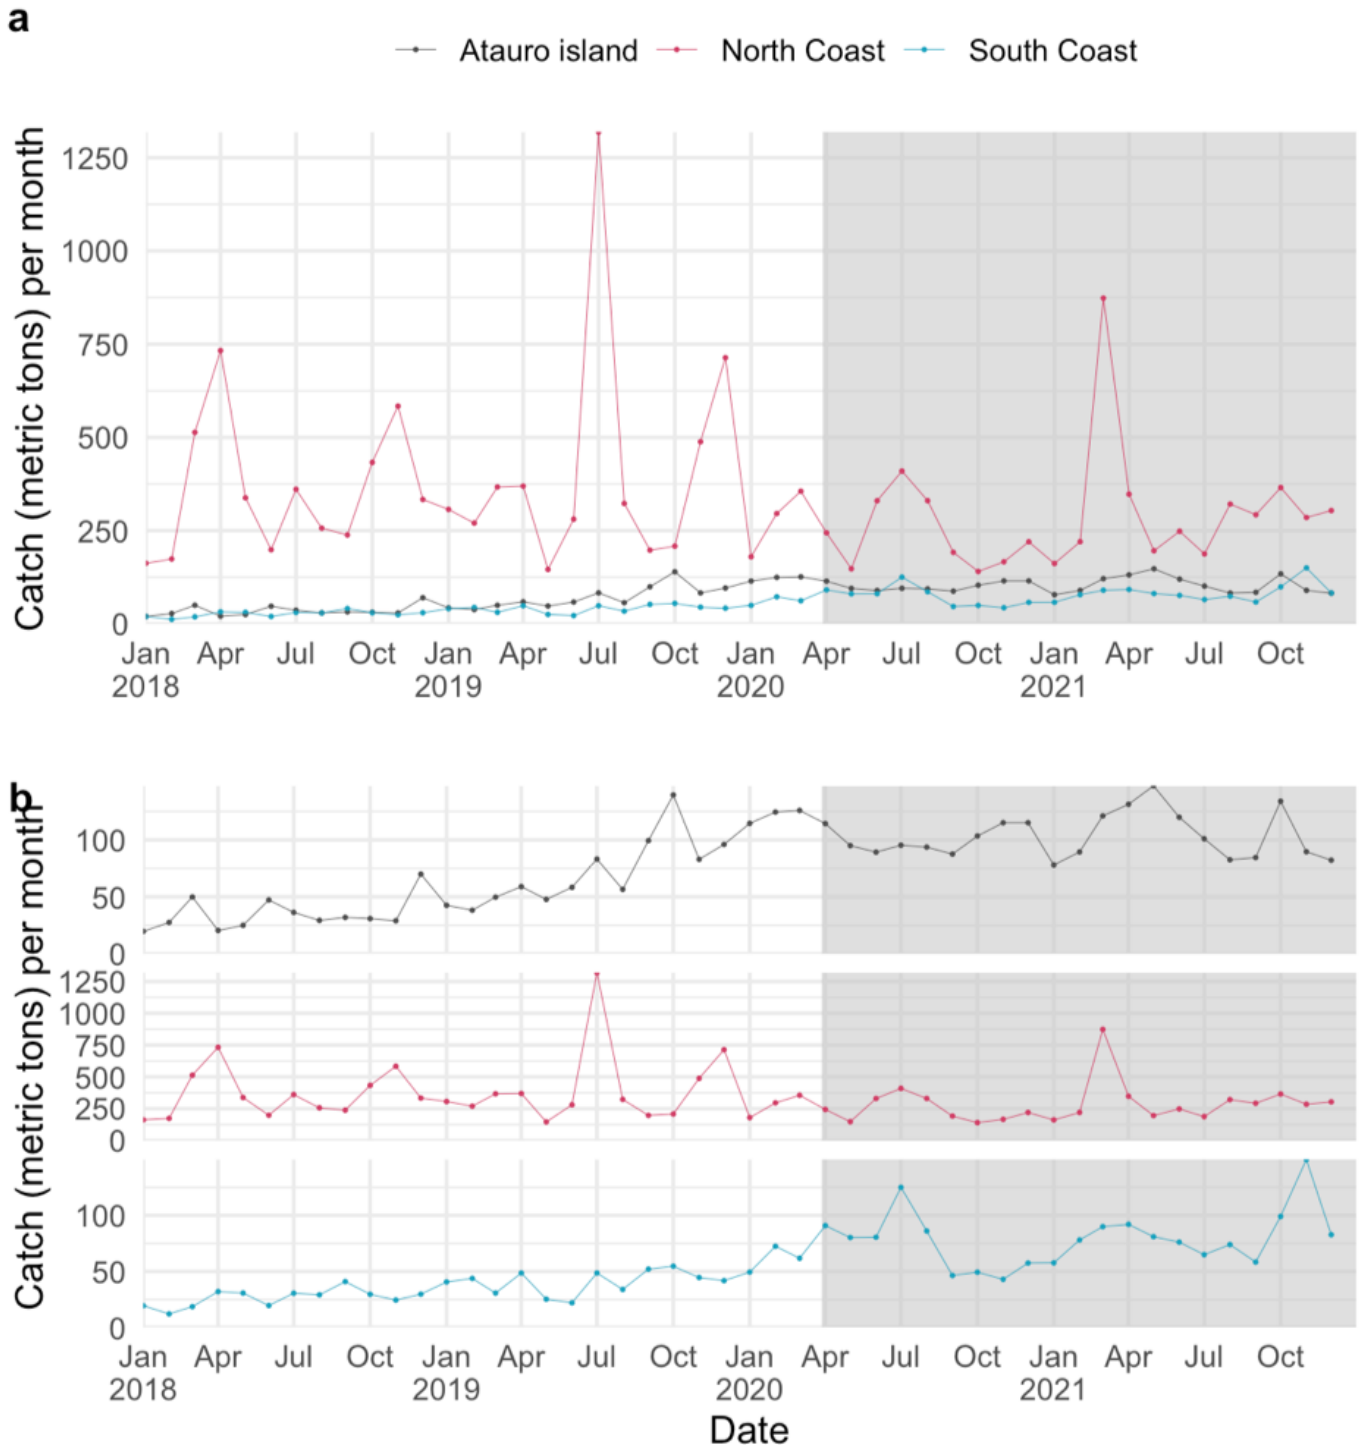 a
Atauro island North Coast South Coast
Catch (metric tons) per month
1250
1000
750
500
250
0
Jan Apr Jul Oct Jan Apr Jul Oct Jan Apr Jul Oct Jan Apr Jul Oct
2018 2019 2020 2021
b
Catch (metric tons) per month
100
50
0
1250
1000
750
500
250
0
100
50
0
Jan Apr Jul Oct Jan Apr Jul Oct Jan Apr Jul Oct Jan Apr Jul Oct
2018 2019 2020 2021
Date